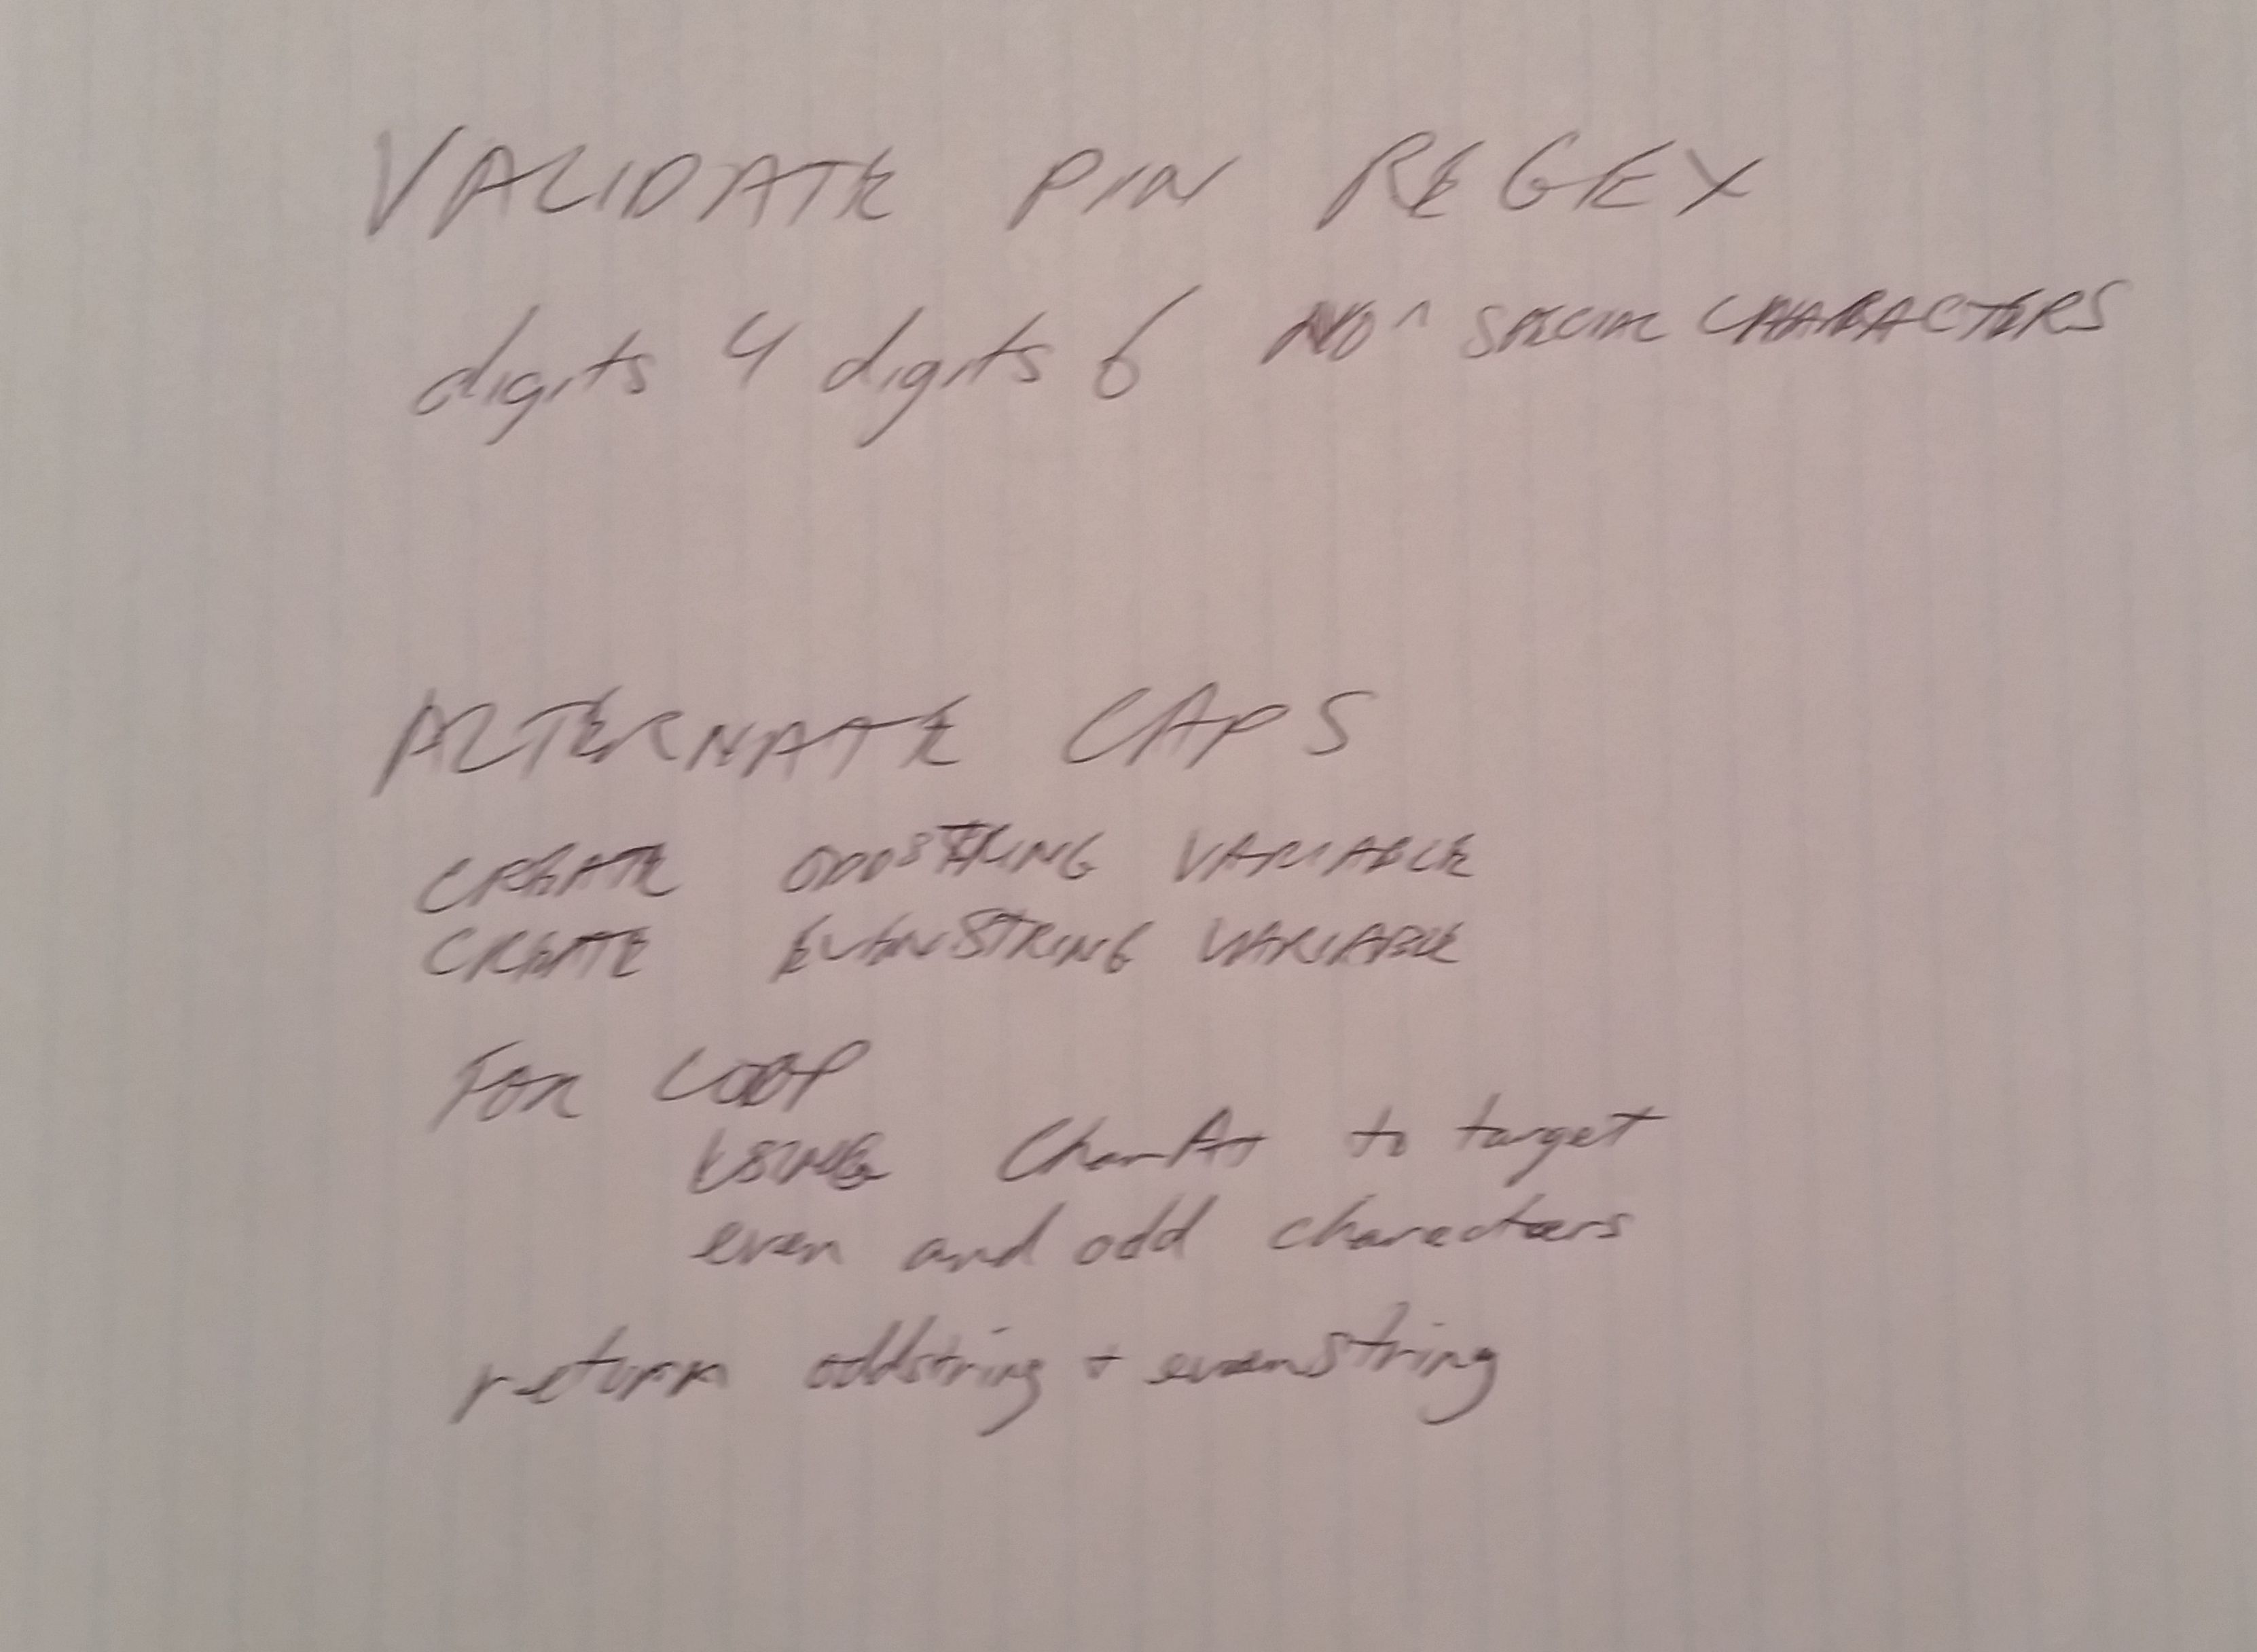 VALIDATE PIN REGEX
digits 4 digits 6 NO ^ SPECIAL CHARACTERS
ALTERNATE CAPS
CREATE ODDSTRING VARIABLE
CREATE EVENSTRING VARIABLE
FOR LOOP
USING CharAt to target
even and odd characters
return oddstring + evenstring